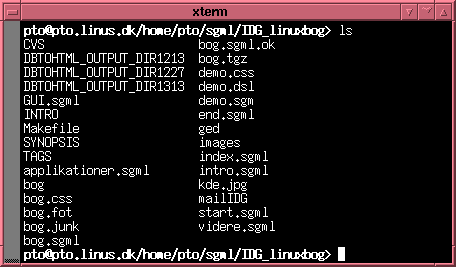 xterm
pto@pto.linus.dk/home/pto/sgml/IDG_linuxbog> ls
CVS bog.sgml.ok
DBTOHTML_OUTPUT_DIR1213 bog.tgz
DBTOHTML_OUTPUT_DIR1227 demo.css
DBTOHTML_OUTPUT_DIR1313 demo.dsl
GUI.sgml demo.sgm
INTRO end.sgml
Makefile ged
SYNOPSIS images
TAGS index.sgml
applikationer.sgml intro.sgml
bog kde.jpg
bog.css mailIDG
bog.fot start.sgml
bog.junk videre.sgml
bog.sgml
pto@pto.linus.dk/home/pto/sgml/IDG_linuxbog>